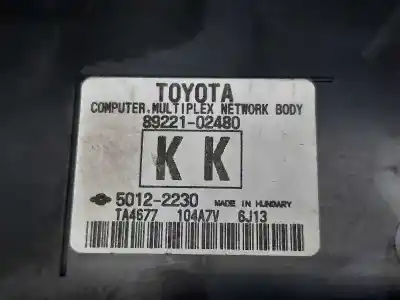 TOYOTA
COMPUTER.MULTIPLEX NETWORK BODY
89221-02480
K K
5012-2230 MADE IN HUNGARY
TA4677 104A7V 6J13